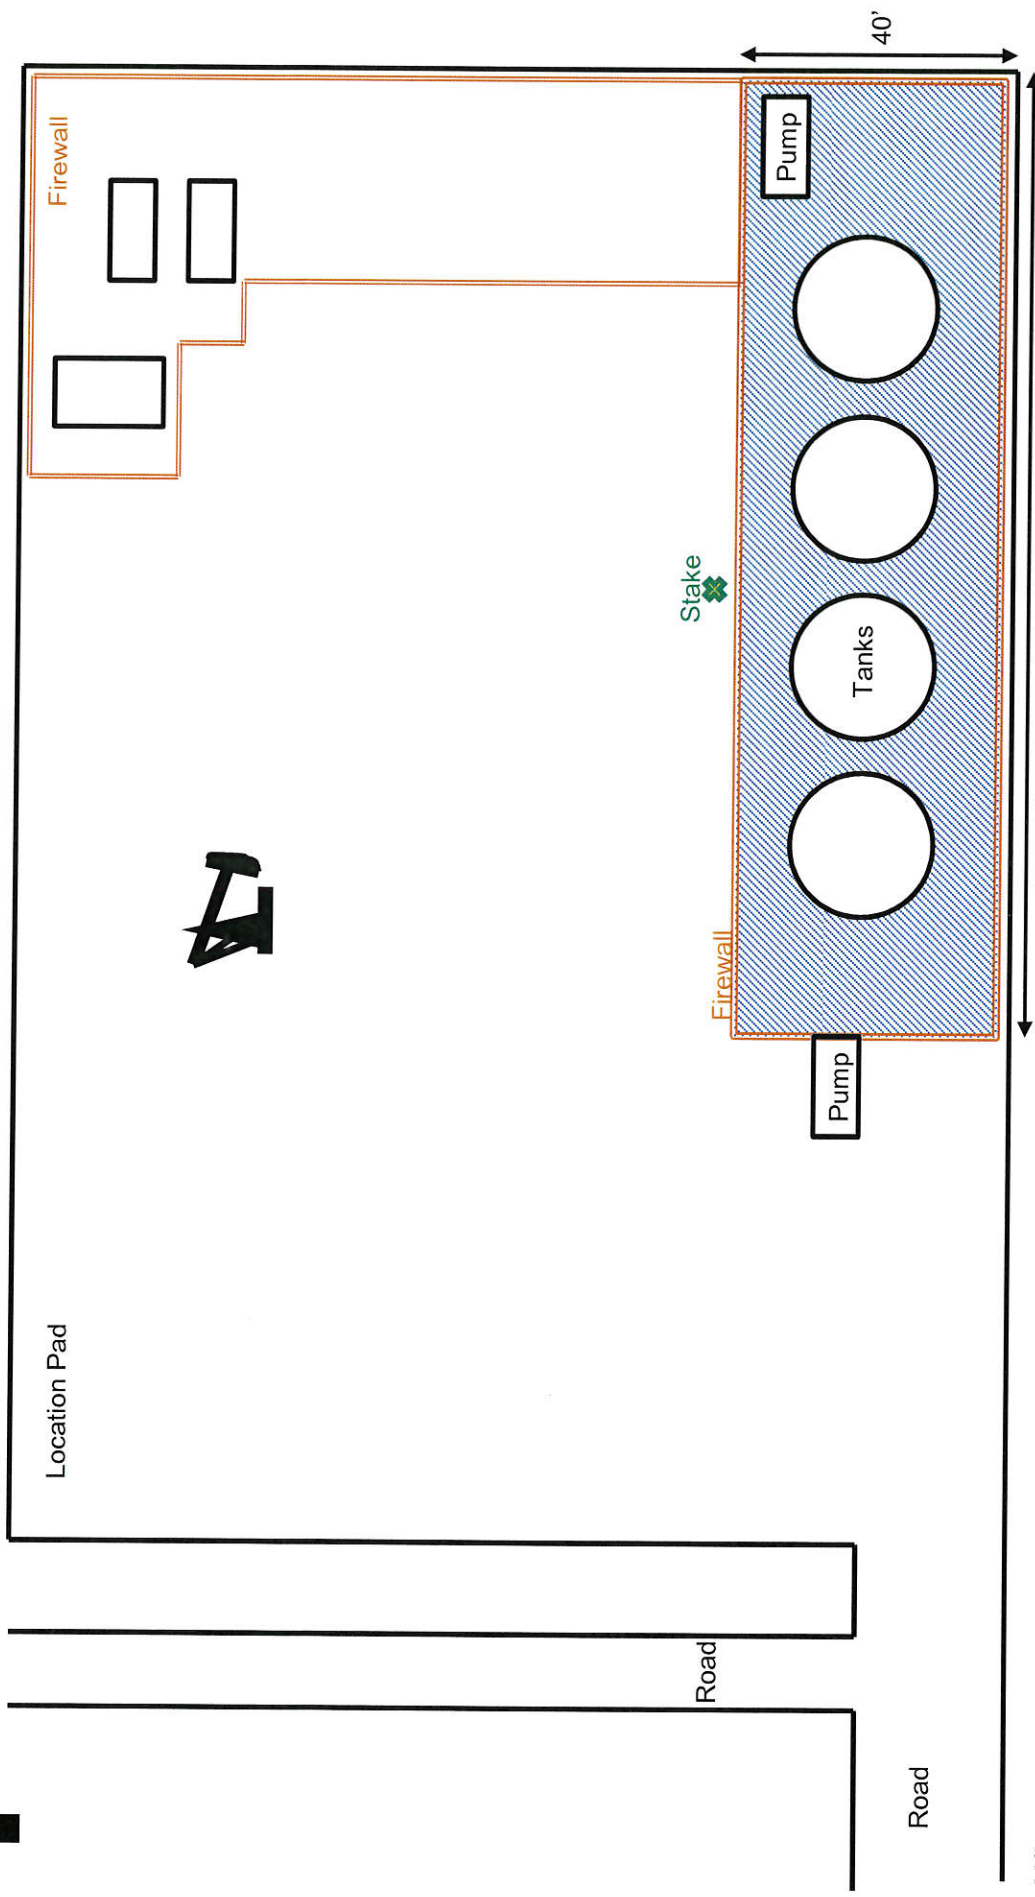 Location Pad
Firewall
Road
Firewall
Stake
Pump
Tanks
Pump
40’
Road